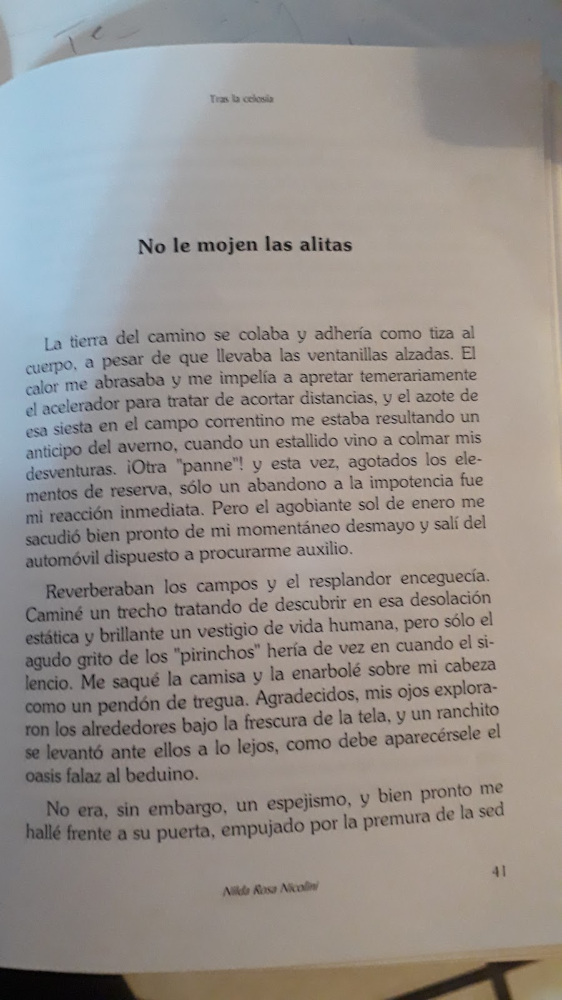 Te
Tras la celosía
No le mojen las alitas
La tierra del camino se colaba y adhería como tiza al
cuerpo, a pesar de que llevaba las ventanillas alzadas. El
calor me abrasaba y me impelía a apretar temerariamente
el acelerador para tratar de acortar distancias, y el azote de
esa siesta en el campo correntino me estaba resultando un
anticipo del averno, cuando un estallido vino a colmar mis
desventuras. ¡Otra "panne"! y esta vez, agotados los ele-
mentos de reserva, sólo un abandono a la impotencia fue
mi reacción inmediata. Pero el agobiante sol de enero me
sacudió bien pronto de mi momentáneo desmayo y salí del
automóvil dispuesto a procurarme auxilio.
Reverberaban los campos y el resplandor enceguecía.
Caminé un trecho tratando de descubrir en esa desolación
estática y brillante un vestigio de vida humana, pero sólo el
agudo grito de los "pirinchos" hería de vez en cuando el si-
lencio. Me saqué la camisa y la enarbolé sobre mi cabeza
como un pendón de tregua. Agradecidos, mis ojos explora-
ron los alrededores bajo la frescura de la tela, y un ranchito
se levantó ante ellos a lo lejos, como debe aparecérsele el
oasis falaz al beduino.
No era, sin embargo, un espejismo, y bien pronto me
hallé frente a su puerta, empujado por la premura de la sed
41
Nilda Rosa Nicolini